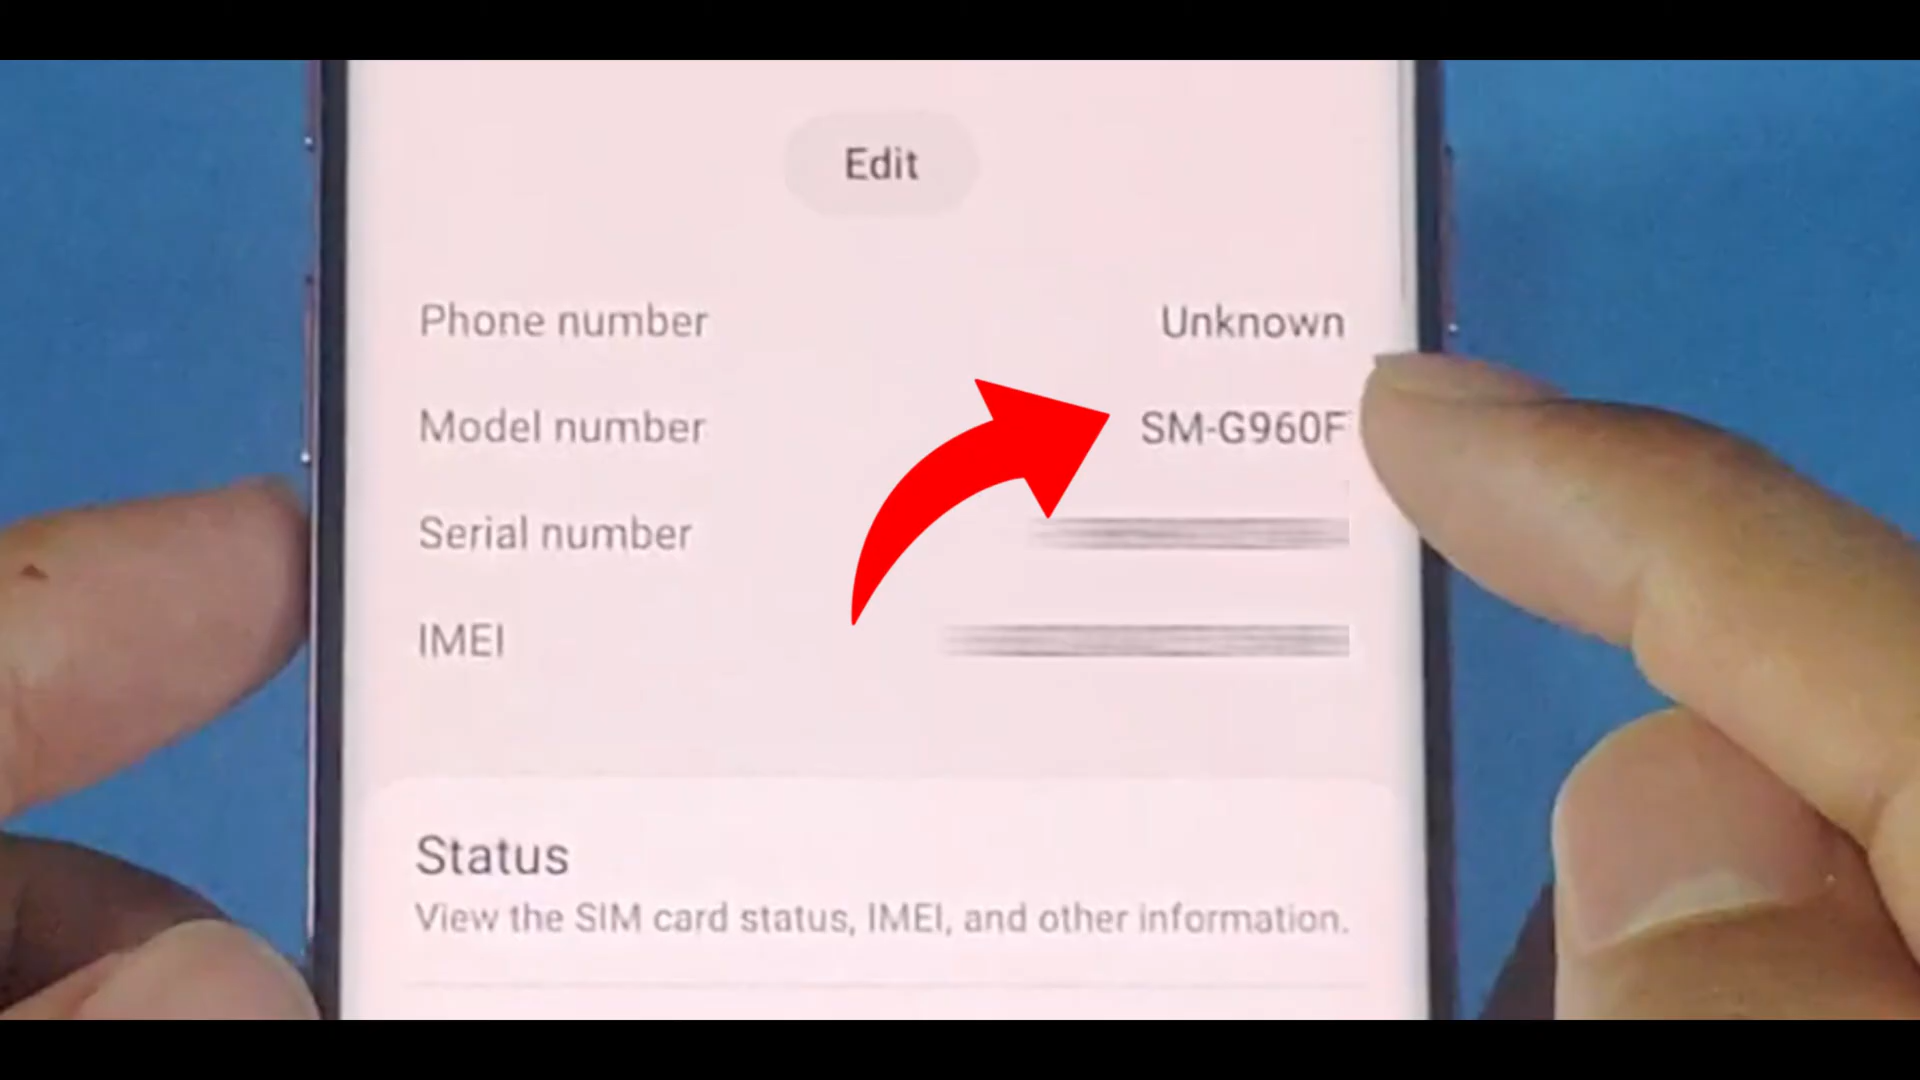 Edit
Phone number Unknown
Model number SM-G960F
Serial number
IMEI
Status
View the SIM card status, IMEI, and other information.